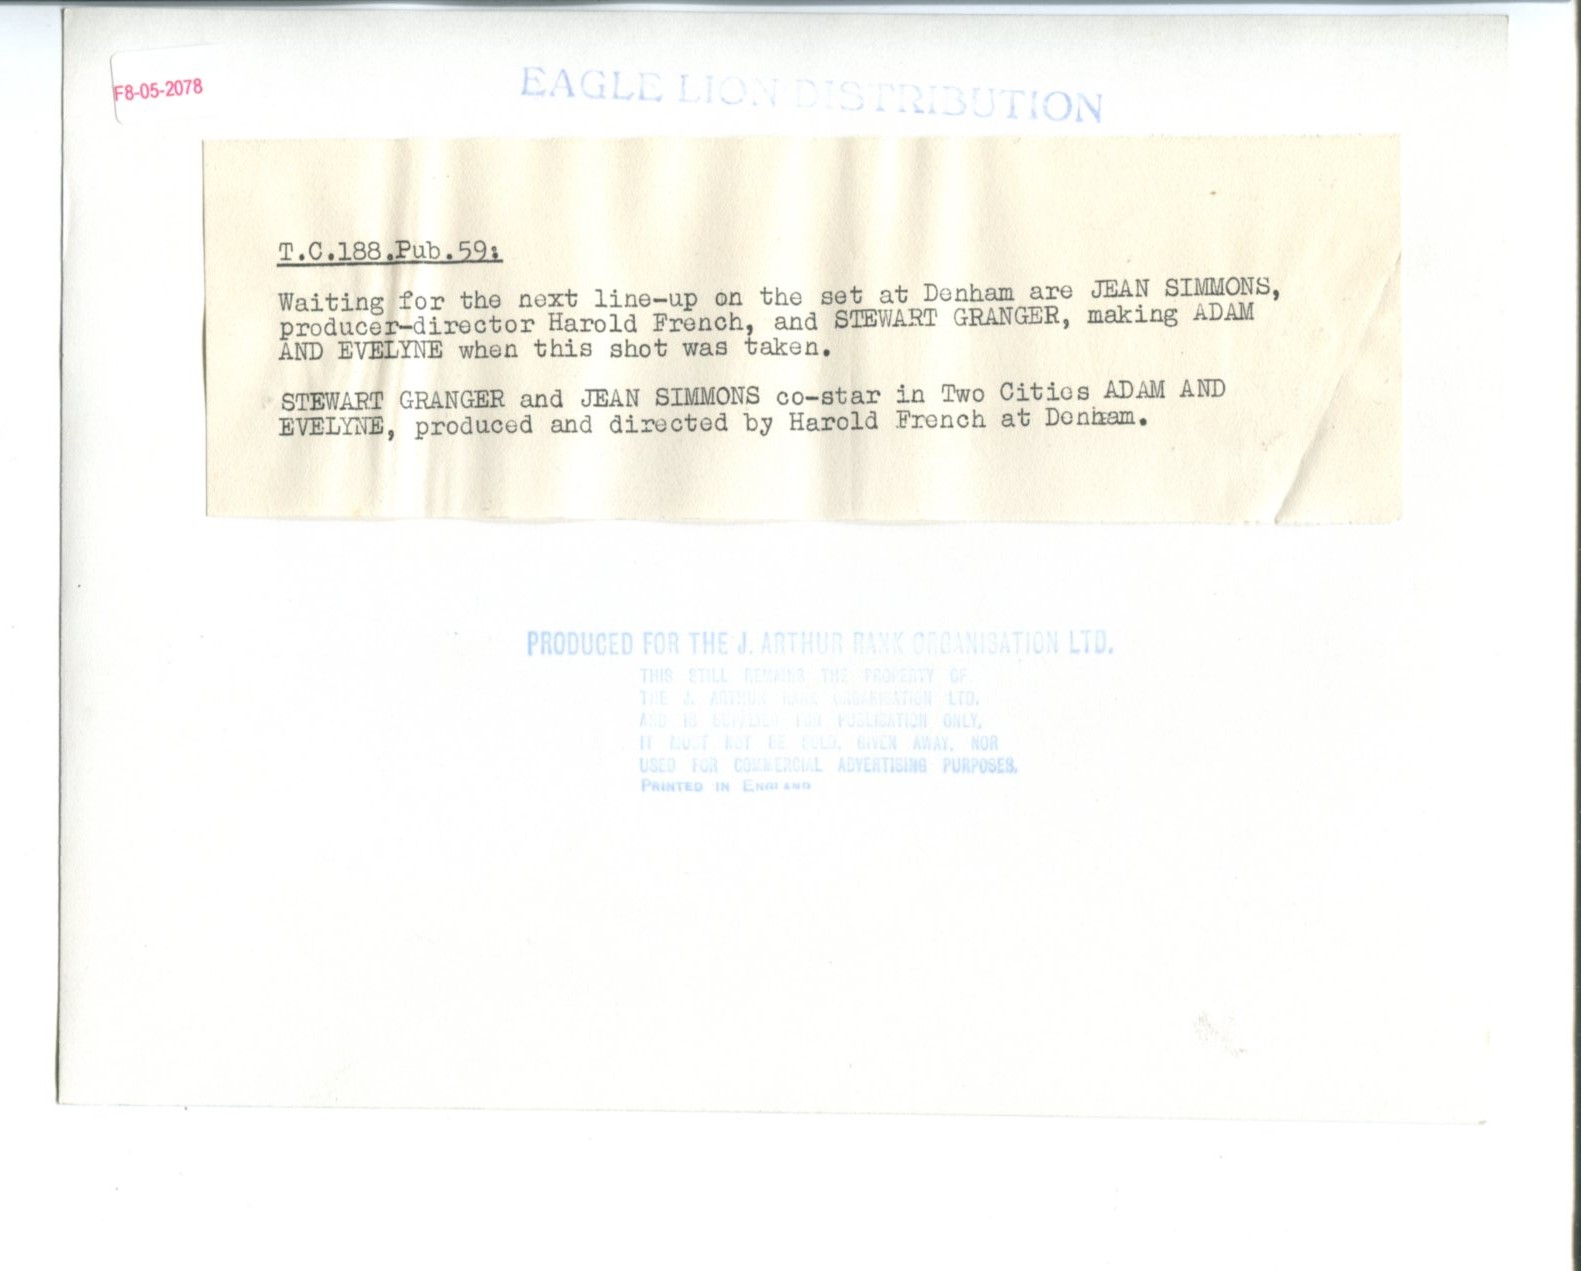 F8-05-2078
EAGLE LION DISTRIBUTION
T.C.188.Pub.59:
Waiting for the next line-up on the set at Denham are JEAN SIMMONS,
producer-director Harold French, and STEWART GRANGER, making ADAM
AND EVELYNE when this shot was taken.
STEWART GRANGER and JEAN SIMMONS co-star in Two Cities ADAM AND
EVELYNE, produced and directed by Harold French at Denham.
PRODUCED FOR THE J. ARTHUR RANK ORGANISATION LTD.
THIS STILL REMAINS THE PROPERTY OF
THE J. ARTHUR RANK ORGANISATION LTD.
AND IS SUPPLIED FOR PUBLICATION ONLY.
IT MUST NOT BE SOLD, GIVEN AWAY, NOR
USED FOR COMMERCIAL ADVERTISING PURPOSES.
PRINTED IN ENGLAND